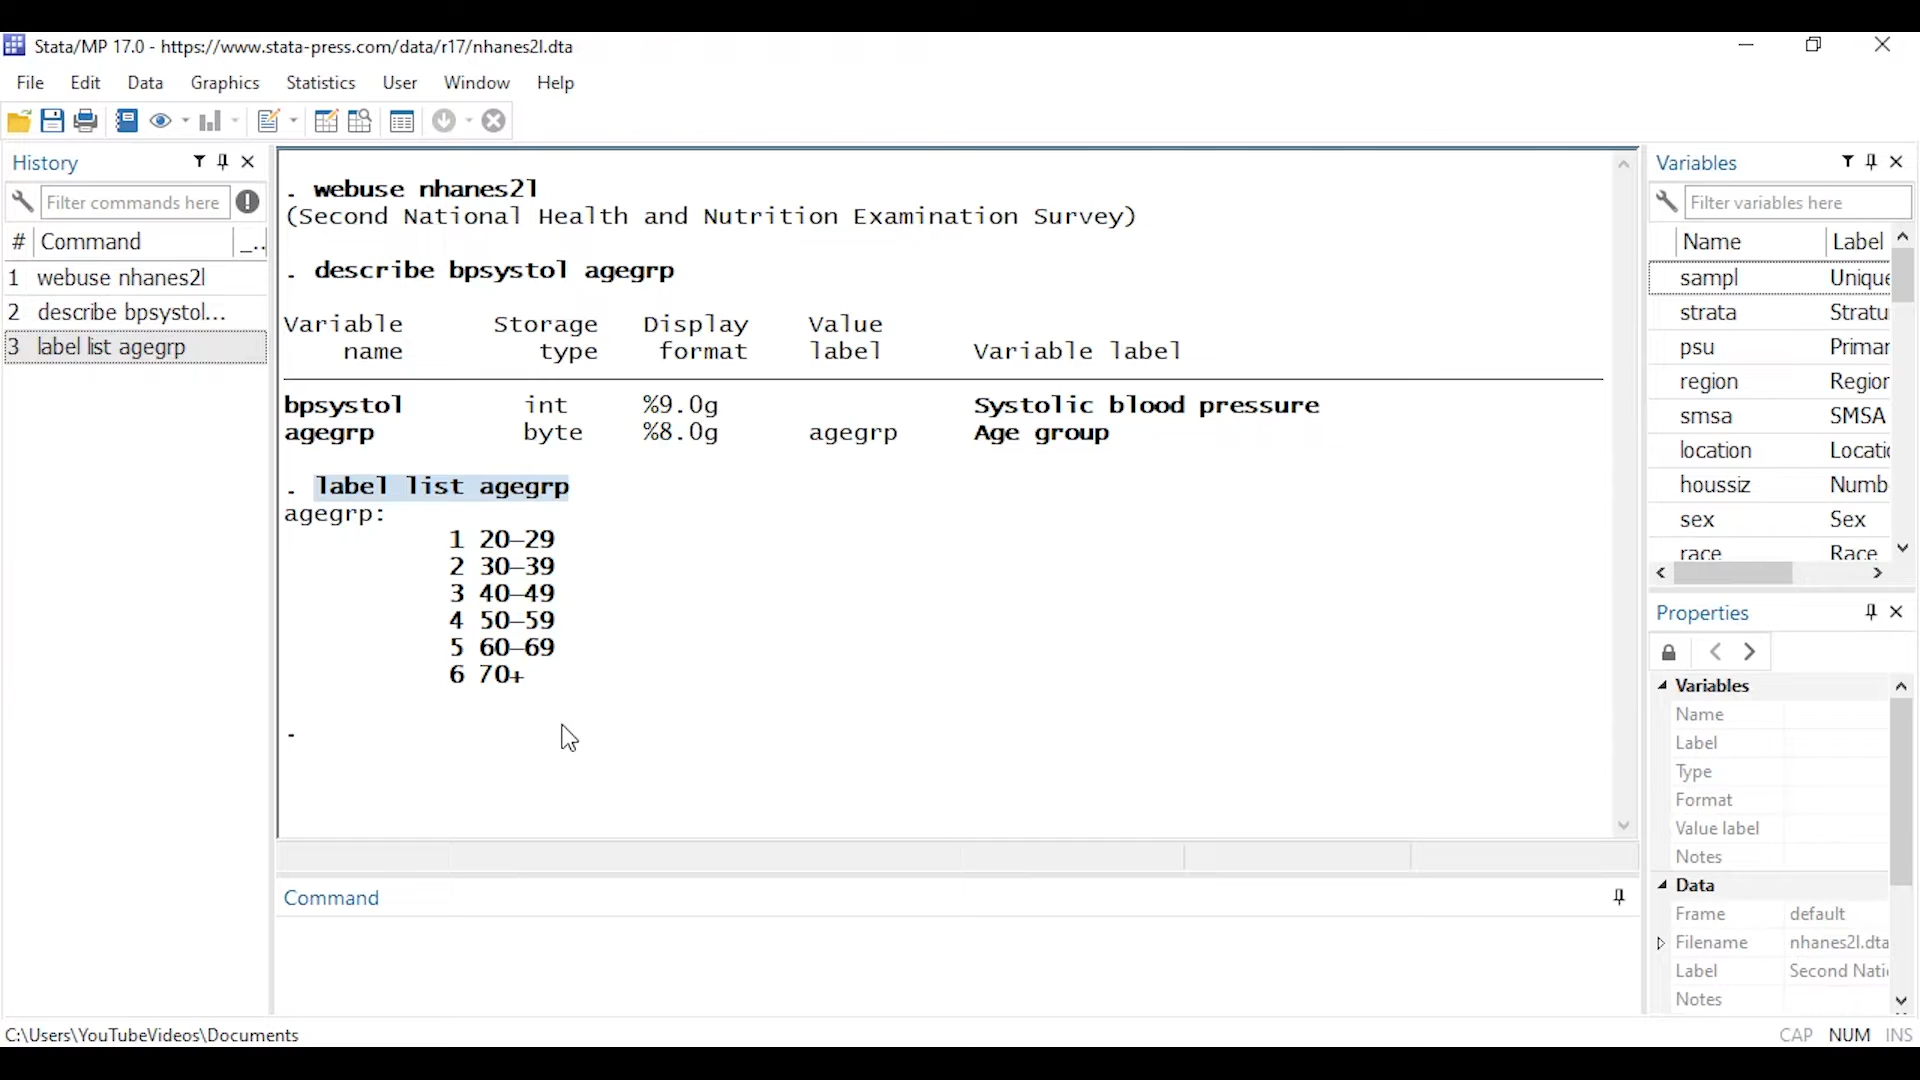 Stata/MP 17.0 - https://www.stata-press.com/data/r17/nhanes2l.dta
File Edit Data Graphics Statistics User Window Help
History
Filter commands here
# Command _..
1 webuse nhanes2l
2 describe bpsystol...
3 label list agegrp
. webuse nhanes2l
(Second National Health and Nutrition Examination Survey)
. describe bpsystol agegrp
Variable Storage Display Value
name type format label Variable label
bpsystol int %9.0g Systolic blood pressure
agegrp byte %8.0g agegrp Age group
. label list agegrp
agegrp:
1 20–29
2 30–39
3 40–49
4 50–59
5 60–69
6 70+
.
Command
Variables
Filter variables here
Name Label
sampl Unique
strata Stratu
psu Primar
region Region
smsa SMSA
location Locatio
houssiz Numb
sex Sex
race Race
Properties
Variables
Name
Label
Type
Format
Value label
Notes
Data
Frame default
Filename nhanes2l.dta
Label Second Nati
Notes
C:\Users\YouTubeVideos\Documents
CAP NUM INS